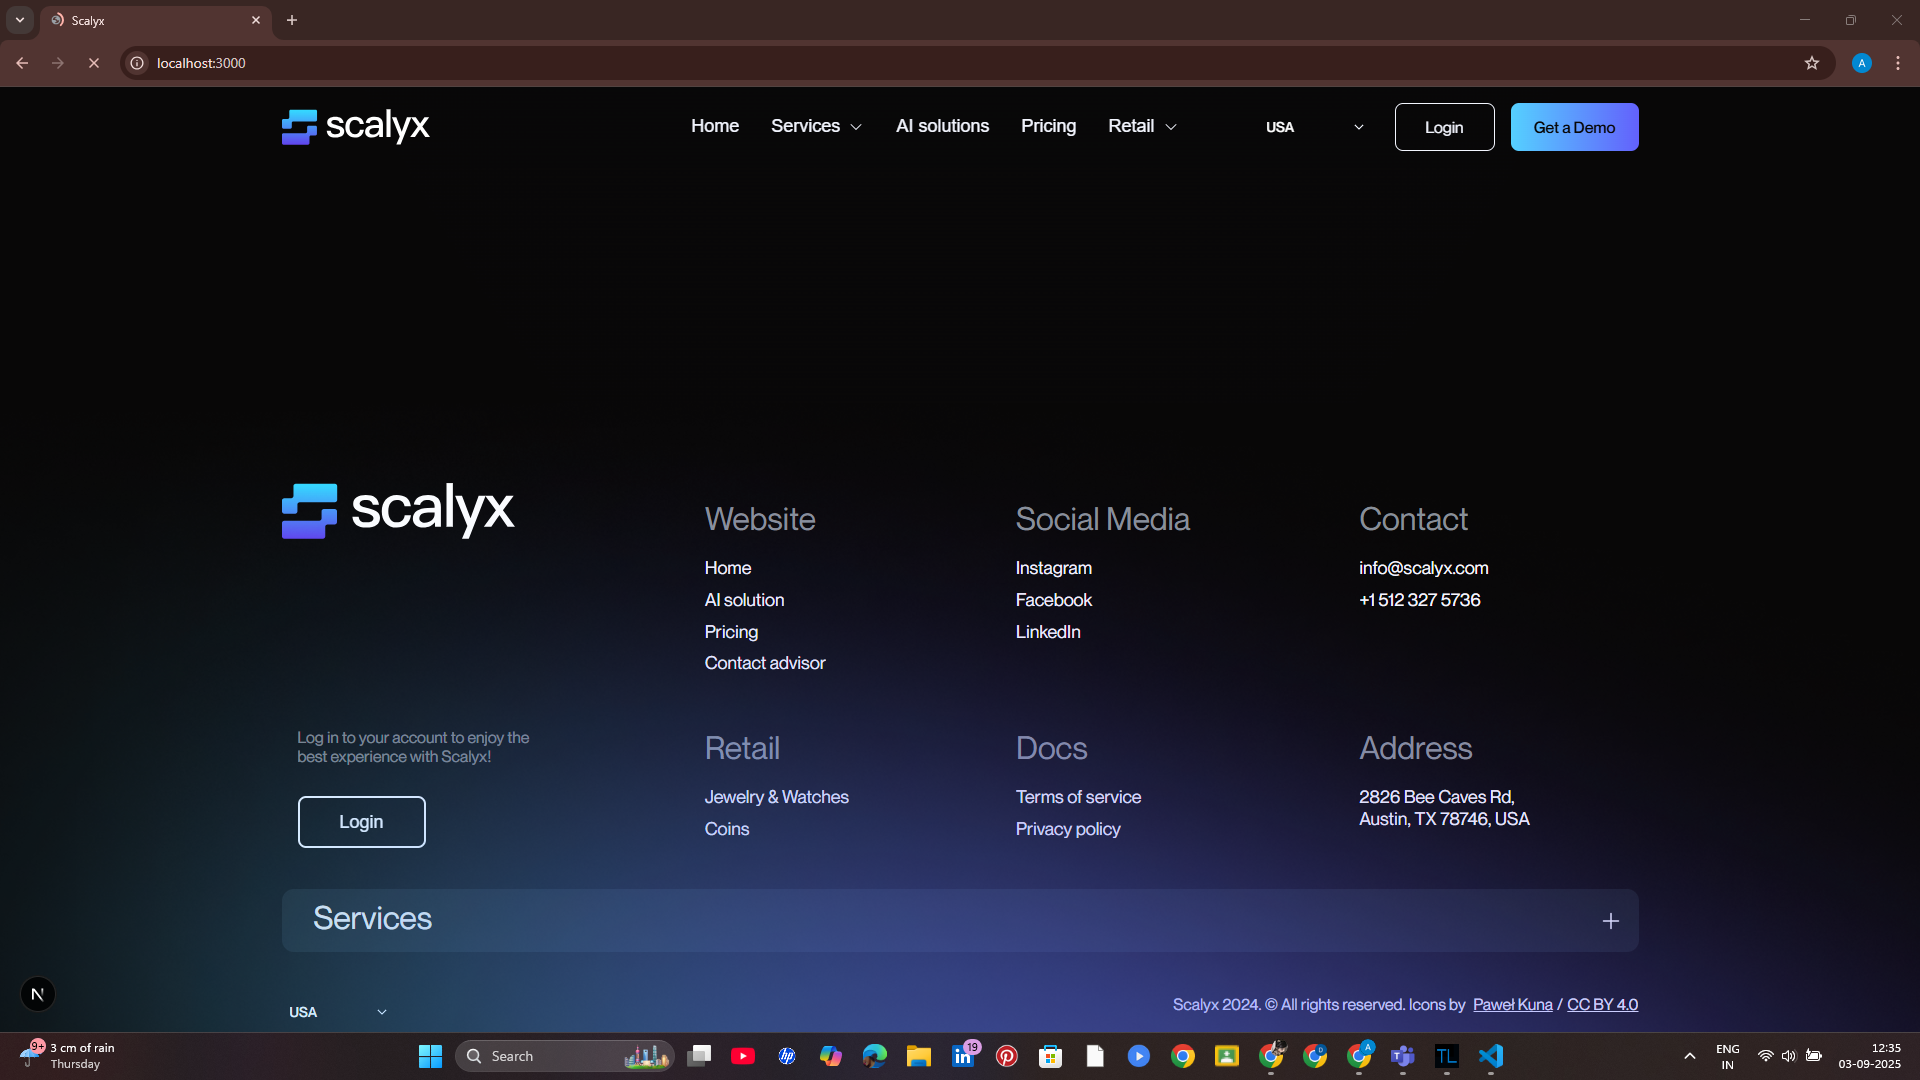 Scalyx
localhost:3000
A
scalyx
Home
Services
AI solutions
Pricing
Retail
USA
Login
Get a Demo
scalyx
Website
Home
AI solution
Pricing
Contact advisor
Social Media
Instagram
Facebook
LinkedIn
Contact
info@scalyx.com
+1 512 327 5736
Log in to your account to enjoy the
best experience with Scalyx!
Login
Retail
Jewelry & Watches
Coins
Docs
Terms of service
Privacy policy
Address
2826 Bee Caves Rd,
Austin, TX 78746, USA
Services
N
USA
Scalyx 2024. © All rights reserved. Icons by Paweł Kuna / CC BY 4.0
9+
3 cm of rain
Thursday
Search
hp
in
19
D
A
TL
ENG
IN
12:35
03-09-2025